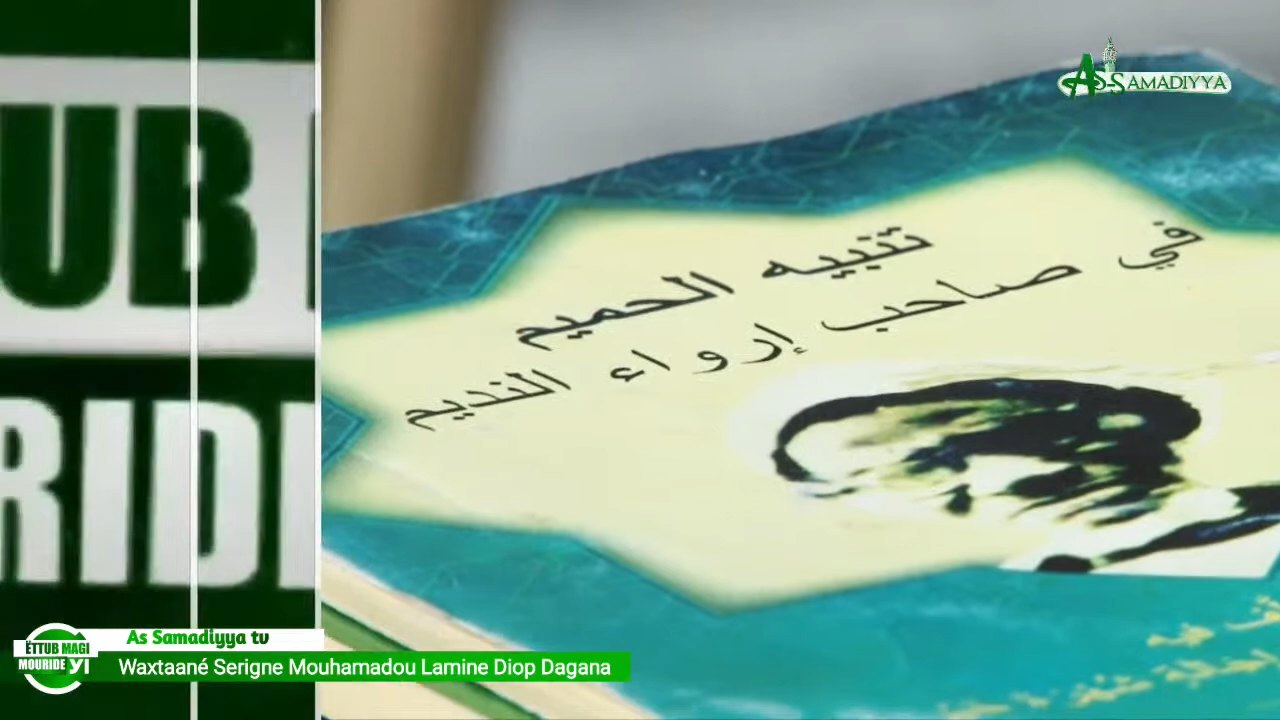 UB
RIDI
As SAMADIYYA
تنبيه الحميم
في صاحب إرواء النديم
ËTTUB MAGI
MOURIDE YI
As Samadiyya tv
Waxtaané Serigne Mouhamadou Lamine Diop Dagana